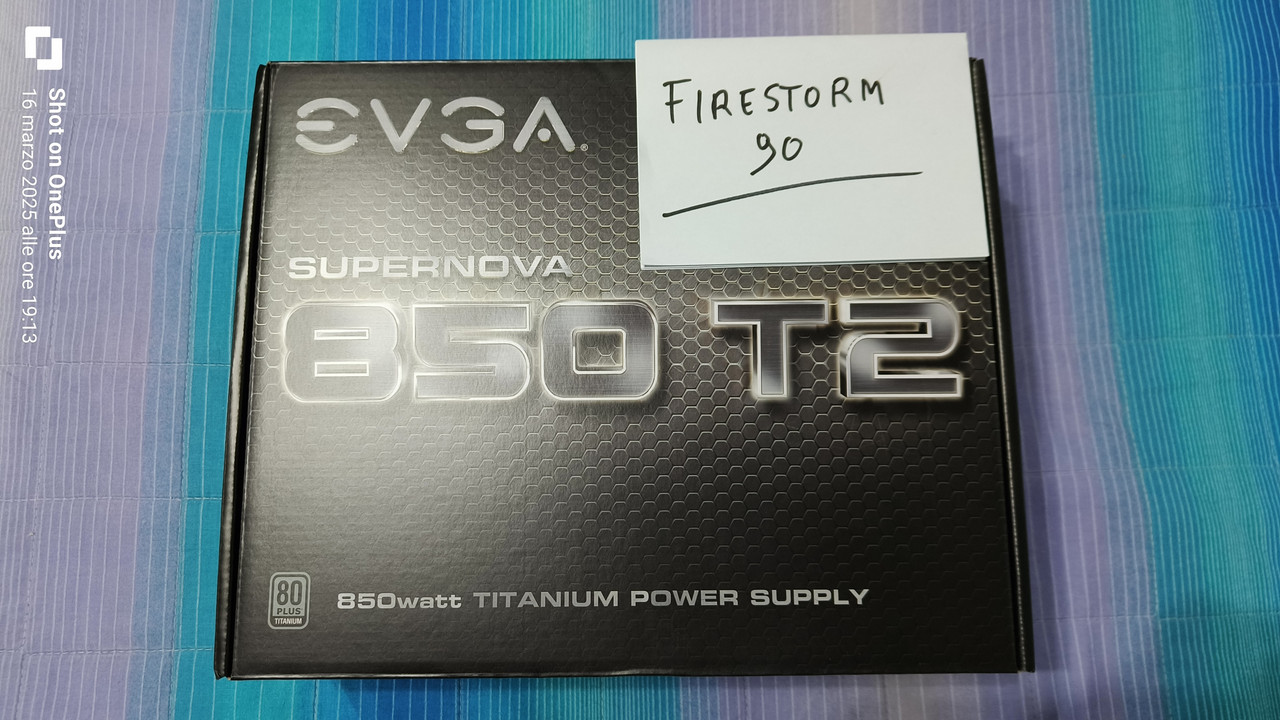 Shot on OnePlus
16 marzo 2025 alle ore 19:13
EVGA®
FIRESTORM
90
SUPERNOVA
850 T2
80
PLUS
TITANIUM
850watt TITANIUM POWER SUPPLY